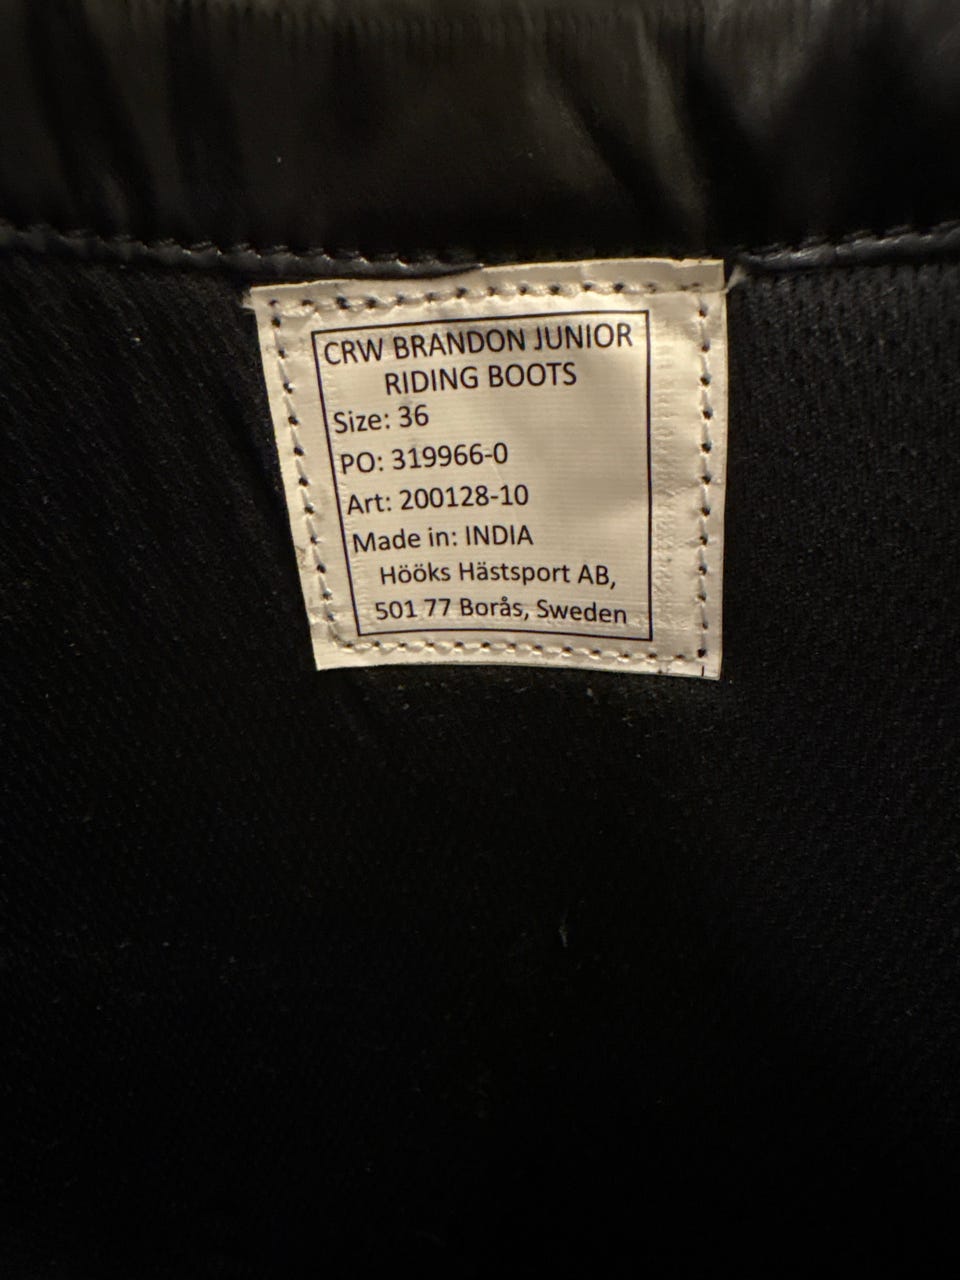 CRW BRANDON JUNIOR
RIDING BOOTS
Size: 36
PO: 319966-0
Art: 200128-10
Made in: INDIA
Hööks Hästsport AB,
501 77 Borås, Sweden